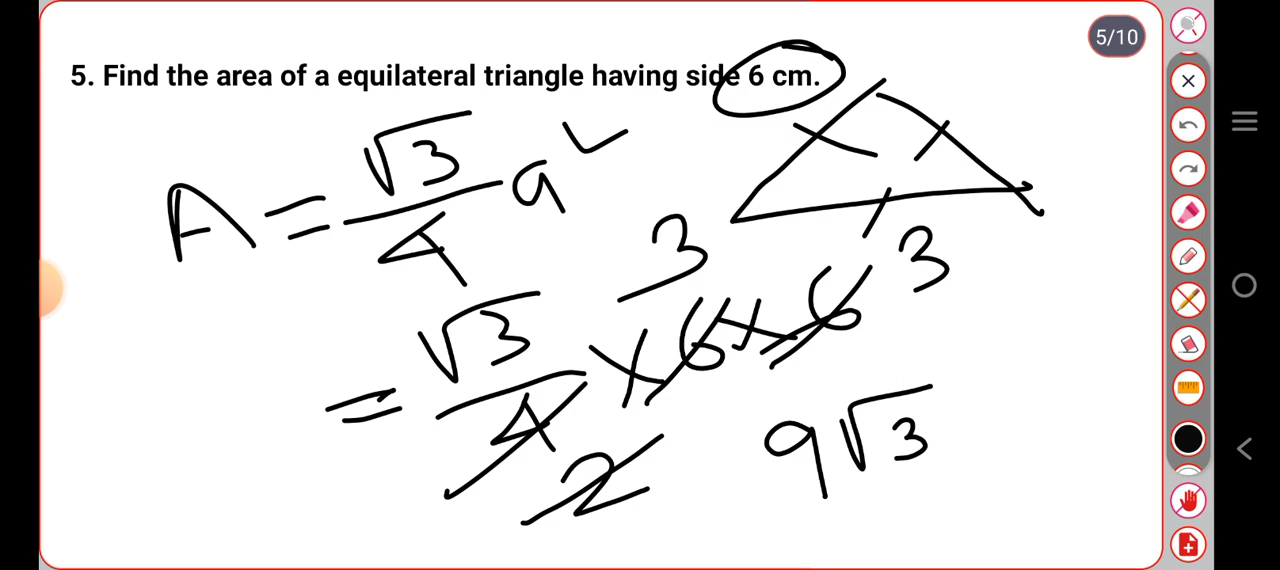 5/10
5. Find the area of a equilateral triangle having side 6 cm.
A = √3/4 a²
3 3
= √3/4 × 6 × 6
2
9√3